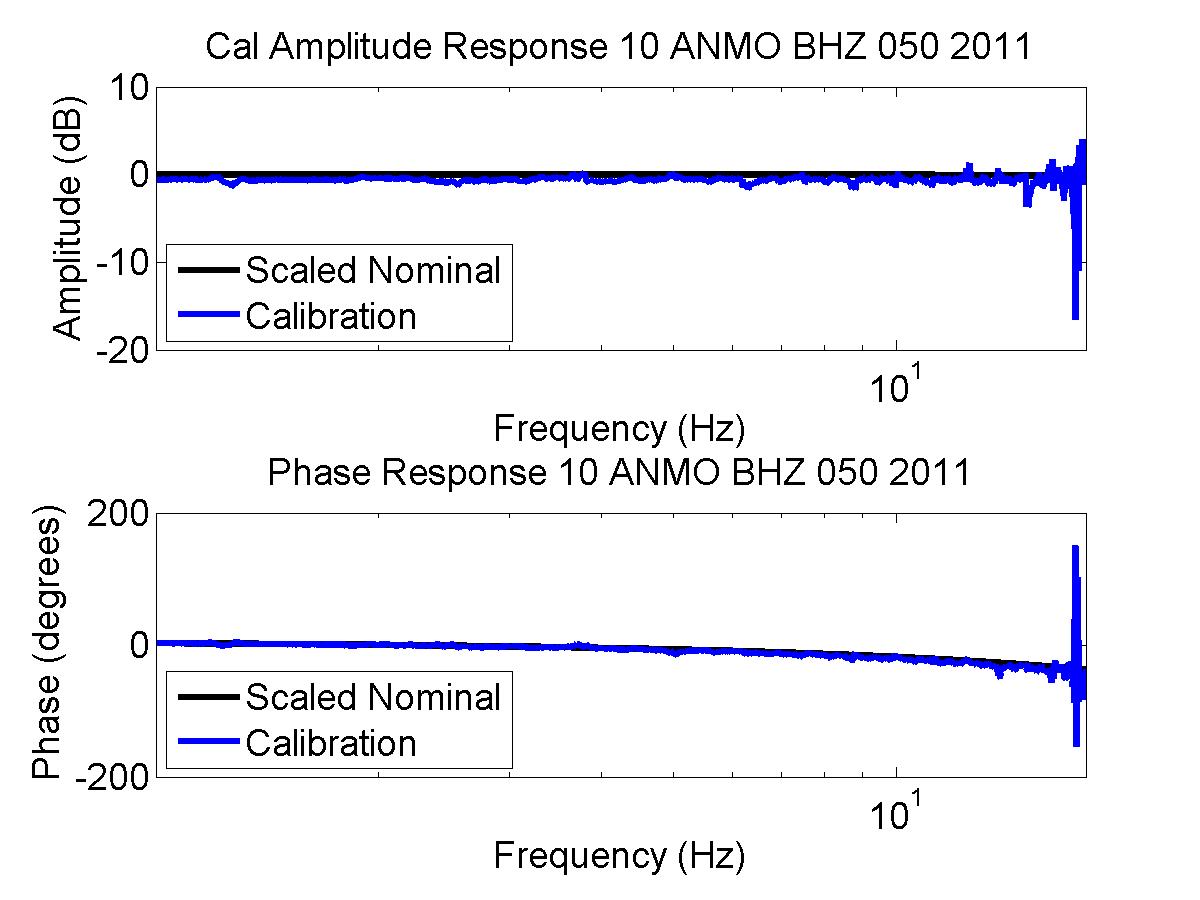 Cal Amplitude Response 10 ANMO BHZ 050 2011
10
0
-10
-20
Amplitude (dB)
Scaled Nominal
Calibration
10^1
Frequency (Hz)
Phase Response 10 ANMO BHZ 050 2011
200
0
-200
Phase (degrees)
Scaled Nominal
Calibration
10^1
Frequency (Hz)